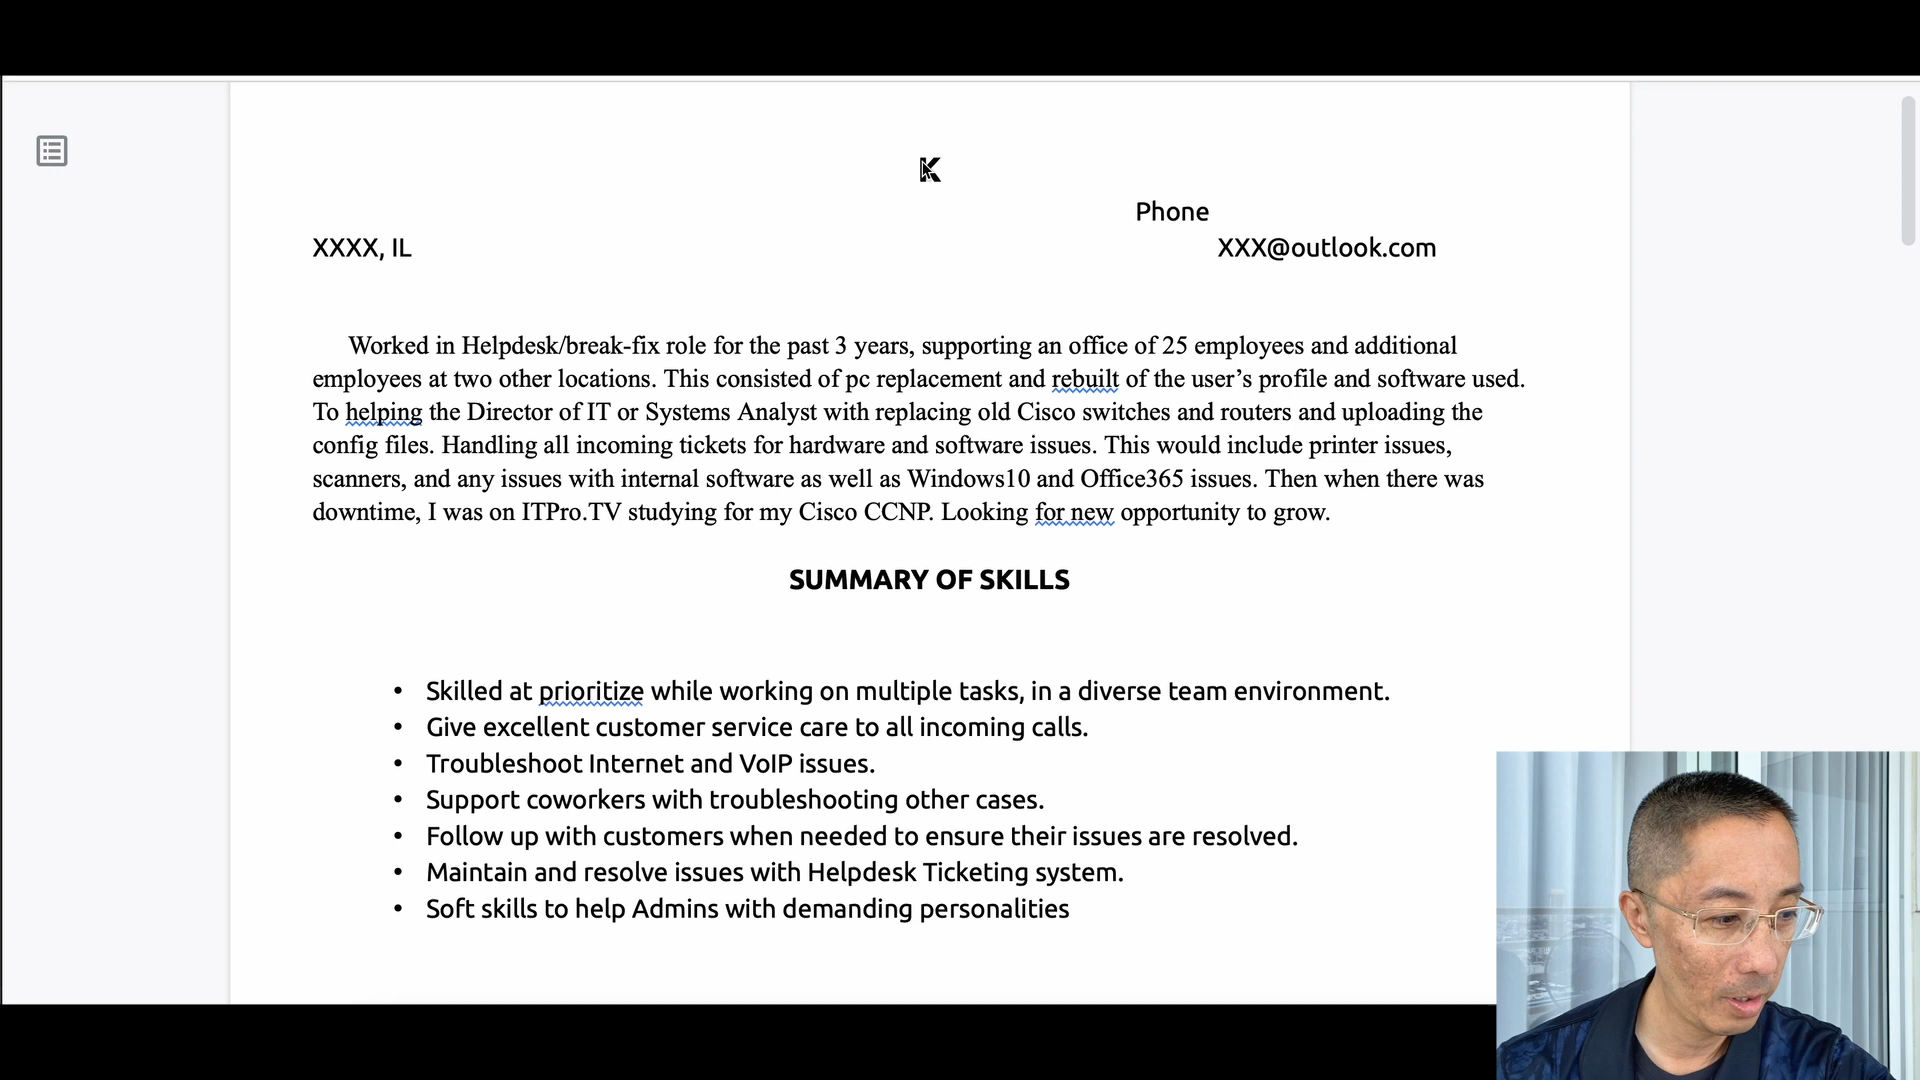 K
Phone
XXXX, IL XXX@outlook.com
Worked in Helpdesk/break-fix role for the past 3 years, supporting an office of 25 employees and additional
employees at two other locations. This consisted of pc replacement and rebuilt of the user’s profile and software used.
To helping the Director of IT or Systems Analyst with replacing old Cisco switches and routers and uploading the
config files. Handling all incoming tickets for hardware and software issues. This would include printer issues,
scanners, and any issues with internal software as well as Windows10 and Office365 issues. Then when there was
downtime, I was on ITPro.TV studying for my Cisco CCNP. Looking for new opportunity to grow.
SUMMARY OF SKILLS
• Skilled at prioritize while working on multiple tasks, in a diverse team environment.
• Give excellent customer service care to all incoming calls.
• Troubleshoot Internet and VoIP issues.
• Support coworkers with troubleshooting other cases.
• Follow up with customers when needed to ensure their issues are resolved.
• Maintain and resolve issues with Helpdesk Ticketing system.
• Soft skills to help Admins with demanding personalities